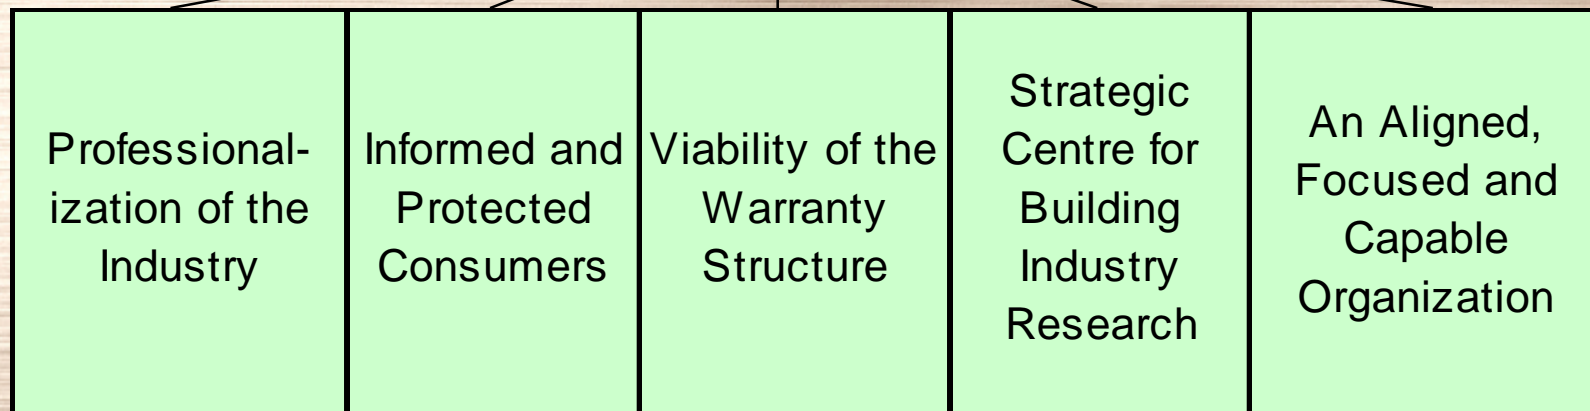 Professional-
ization of the
Industry
Informed and
Protected
Consumers
Viability of the
Warranty
Structure
Strategic
Centre for
Building
Industry
Research
An Aligned,
Focused and
Capable
Organization